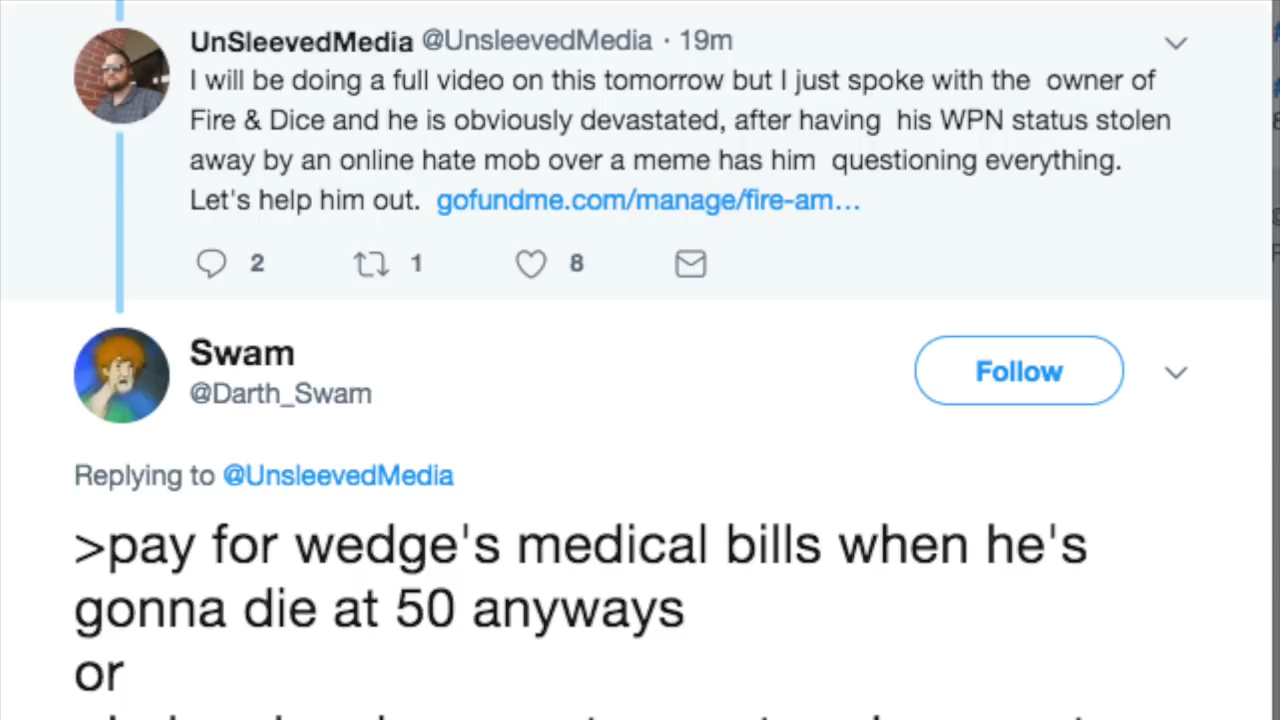 UnSleevedMedia @UnsleevedMedia · 19m
I will be doing a full video on this tomorrow but I just spoke with the owner of
Fire & Dice and he is obviously devastated, after having his WPN status stolen
away by an online hate mob over a meme has him questioning everything.
Let's help him out. gofundme.com/manage/fire-am...
2 1 8
Swam
@Darth_Swam
Follow
Replying to @UnsleevedMedia
>pay for wedge's medical bills when he's
gonna die at 50 anyways
or